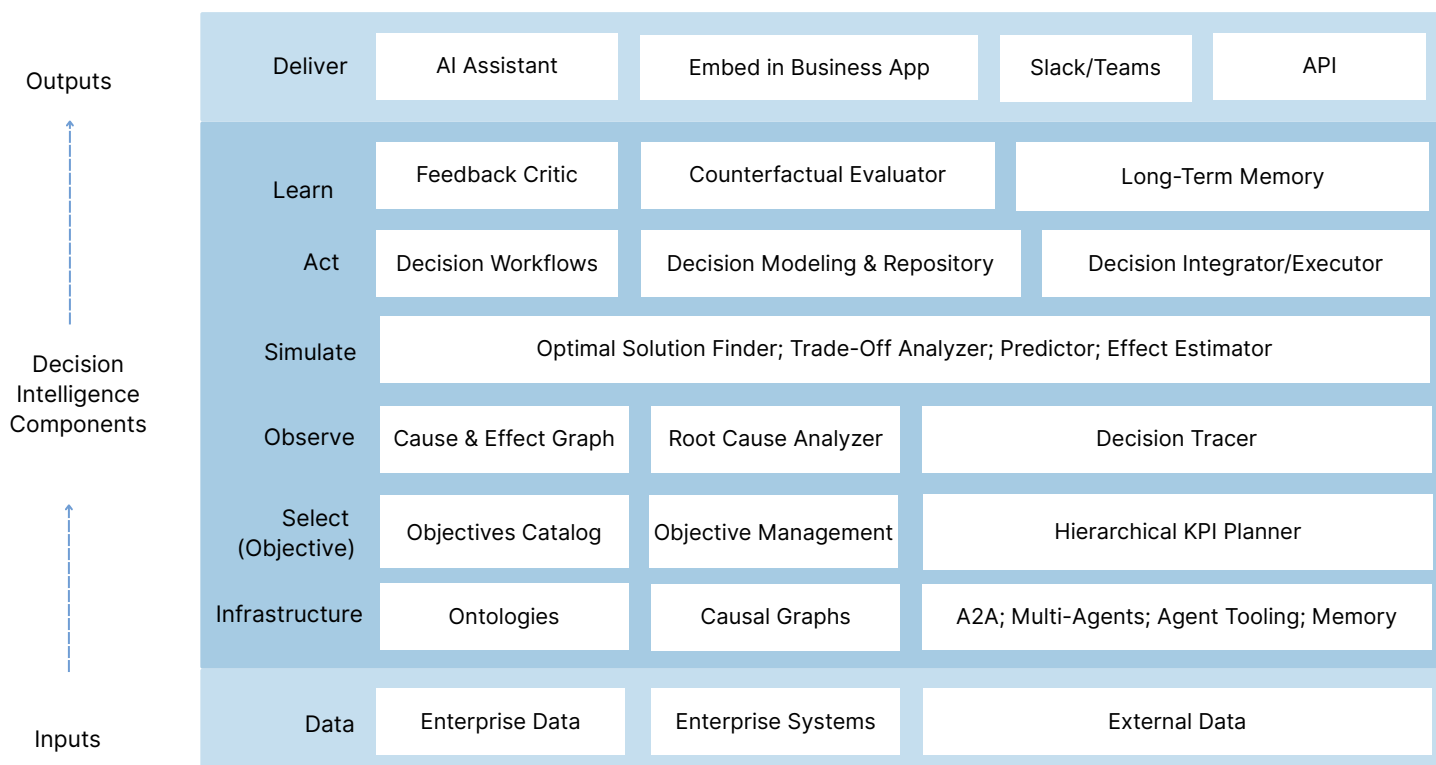 Outputs
Deliver
AI Assistant
Embed in Business App
Slack/Teams
API
Learn
Feedback Critic
Counterfactual Evaluator
Long-Term Memory
Act
Decision Workflows
Decision Modeling & Repository
Decision Integrator/Executor
Decision
Intelligence
Components
Simulate
Optimal Solution Finder; Trade-Off Analyzer; Predictor; Effect Estimator
Observe
Cause & Effect Graph
Root Cause Analyzer
Decision Tracer
Select
(Objective)
Objectives Catalog
Objective Management
Hierarchical KPI Planner
Infrastructure
Ontologies
Causal Graphs
A2A; Multi-Agents; Agent Tooling; Memory
Inputs
Data
Enterprise Data
Enterprise Systems
External Data